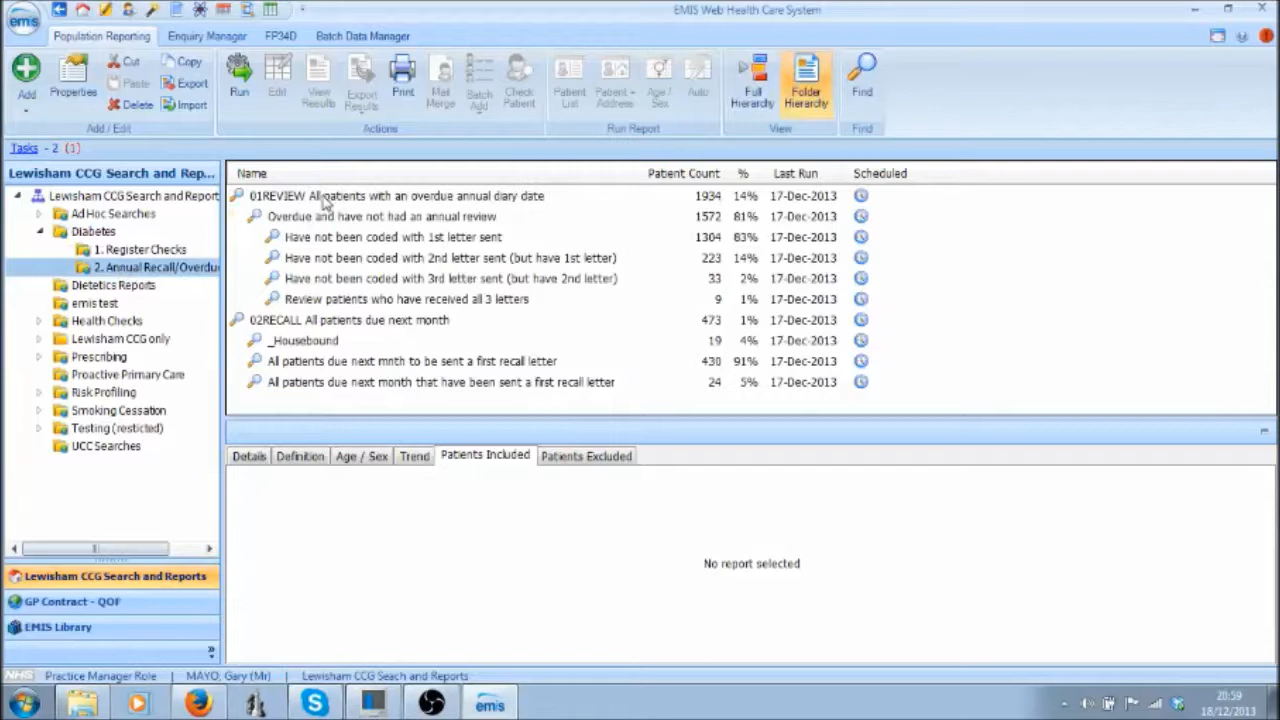 EMIS Web Health Care System
emis
Population Reporting Enquiry Manager FP34D Batch Data Manager
Add Properties Cut Copy Paste Export Delete Import
Run Edit View Results Export Results Print Mail Merge Batch Add Check Patient
Patient List Patient Address Age / Sex Auto
Full Hierarchy Folder Hierarchy Find
Add / Edit Actions Run Report View Find
Tasks - 2 (1)
Lewisham CCG Search and Rep...
Lewisham CCG Search and Report
Ad Hoc Searches
Diabetes
1. Register Checks
2. Annual Recall/Overdu
Dietetics Reports
emis test
Health Checks
Lewisham CCG only
Prescribing
Proactive Primary Care
Risk Profiling
Smoking Cessation
Testing (resticted)
UCC Searches
Lewisham CCG Search and Reports
GP Contract - QOF
EMIS Library
Name Patient Count % Last Run Scheduled
01REVIEW All patients with an overdue annual diary date 1934 14% 17-Dec-2013
Overdue and have not had an annual review 1572 81% 17-Dec-2013
Have not been coded with 1st letter sent 1304 83% 17-Dec-2013
Have not been coded with 2nd letter sent (but have 1st letter) 223 14% 17-Dec-2013
Have not been coded with 3rd letter sent (but have 2nd letter) 33 2% 17-Dec-2013
Review patients who have received all 3 letters 9 1% 17-Dec-2013
02RECALL All patients due next month 473 1% 17-Dec-2013
_Housebound 19 4% 17-Dec-2013
All patients due next mnth to be sent a first recall letter 430 91% 17-Dec-2013
All patients due next month that have been sent a first recall letter 24 5% 17-Dec-2013
Details Definition Age / Sex Trend Patients Included Patients Excluded
No report selected
NHS Practice Manager Role MAYO, Gary (Mr) Lewisham CCG Seach and Reports
emis
20:59
18/12/2013